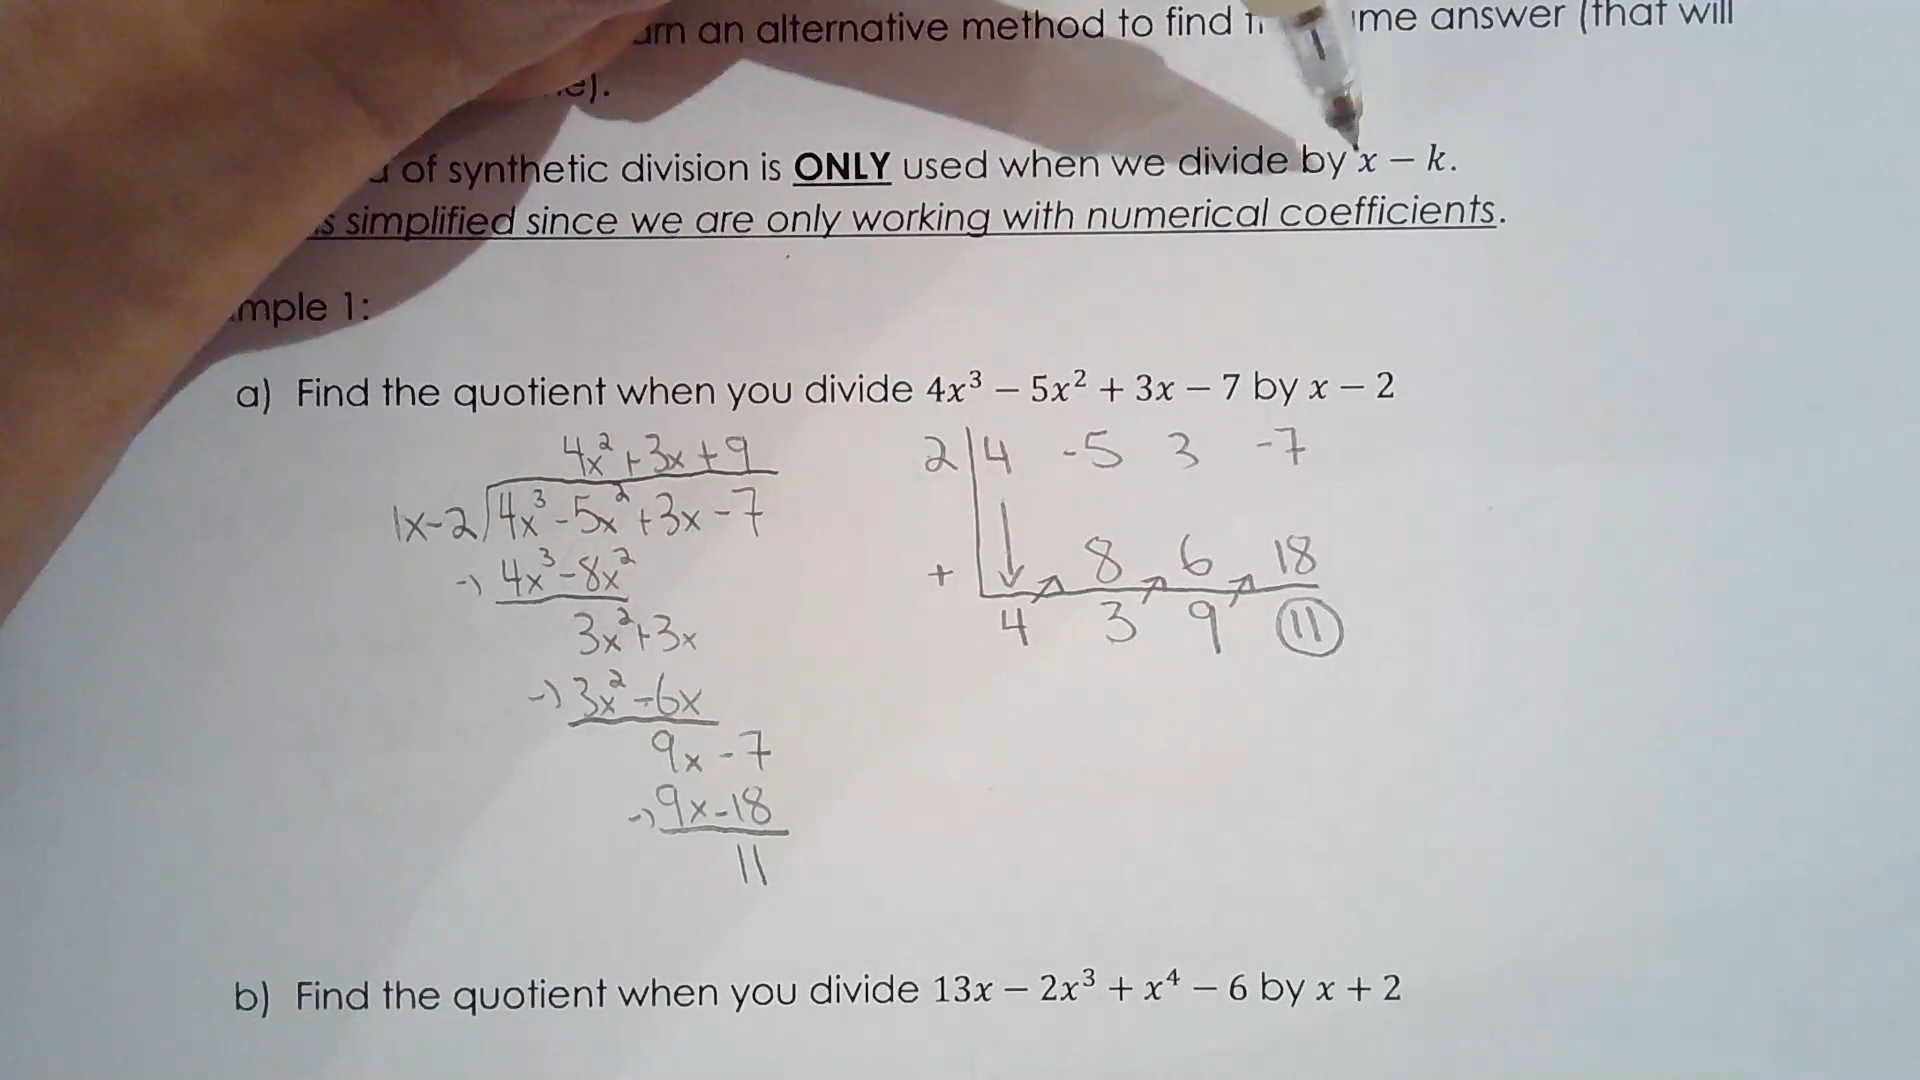 an alternative method to find answer (that will
of synthetic division is ONLY used when we divide by x − k.
simplified since we are only working with numerical coefficients.
1:
a) Find the quotient when you divide 4x³ − 5x² + 3x − 7 by x − 2
4x² + 3x + 9
1x-2 4x³ - 5x² + 3x - 7
-) 4x³ - 8x²
3x² + 3x
-) 3x² - 6x
9x - 7
-) 9x - 18
11
2 | 4 -5 3 -7
+ ↓ 8 6 18
4 3 9 11
b) Find the quotient when you divide 13x − 2x³ + x⁴ − 6 by x + 2